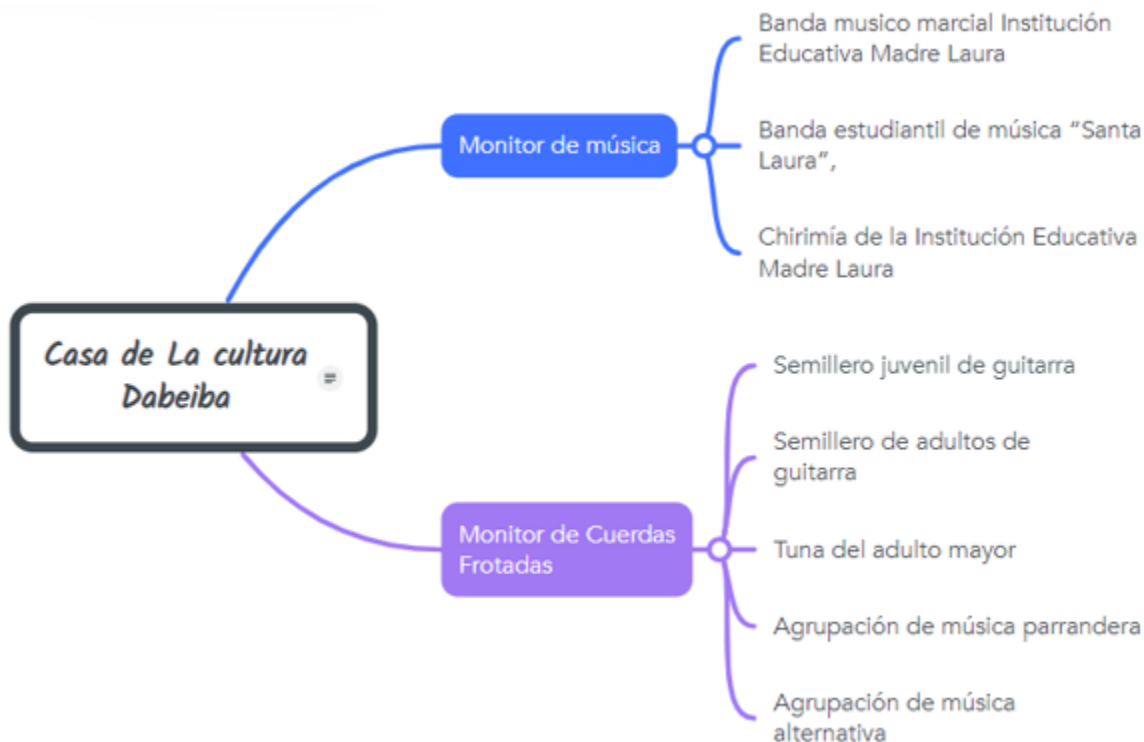 Casa de La cultura
Dabeiba
Monitor de música
Banda musico marcial Institución
Educativa Madre Laura
Banda estudiantil de música “Santa
Laura”,
Chirimía de la Institución Educativa
Madre Laura
Monitor de Cuerdas
Frotadas
Semillero juvenil de guitarra
Semillero de adultos de
guitarra
Tuna del adulto mayor
Agrupación de música parrandera
Agrupación de música
alternativa